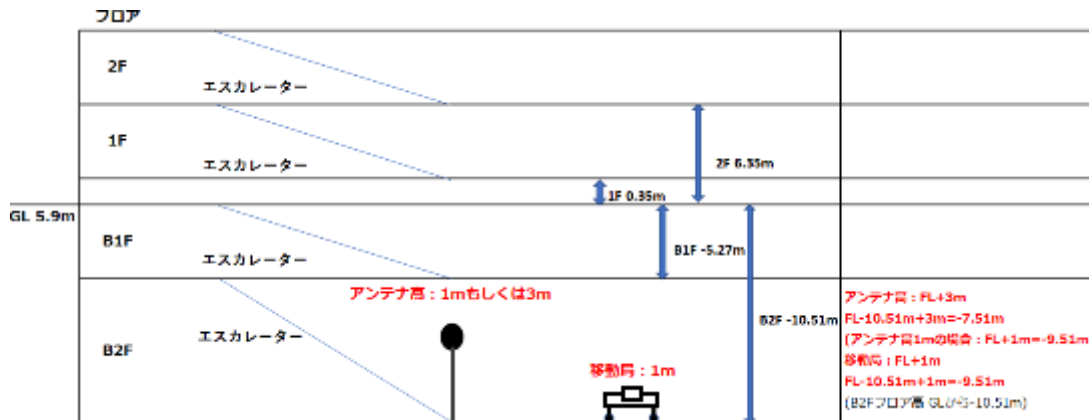 フロア
2F
エスカレーター
1F
エスカレーター
2F 6.35m
1F 0.35m
GL 5.9m
B1F
エスカレーター
B1F -5.27m
アンテナ高：1mもしくは3m
B2F
エスカレーター
B2F -10.51m
移動局：1m
アンテナ高：FL+3m
FL-10.51m+3m=-7.51m
(アンテナ高1mの場合：FL+1m=-9.51m
移動局：FL+1m
FL-10.51m+1m=-9.51m
(B2Fフロア高 GLから-10.51m)